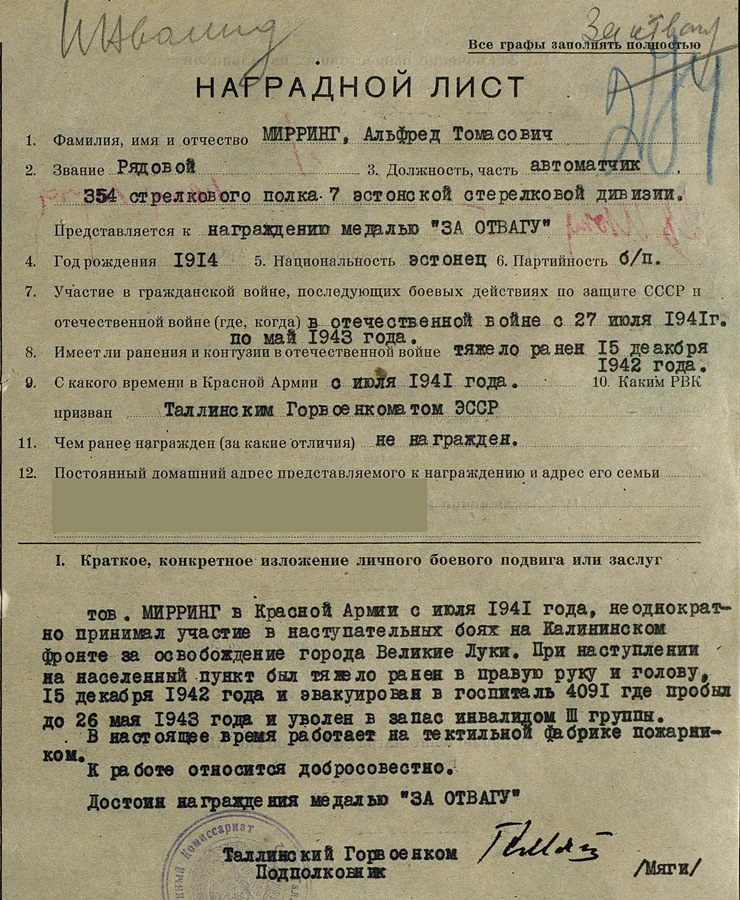 Инвалид
За отвагу
Все графы заполнять полностью
НАГРАДНОЙ ЛИСТ
1. Фамилия, имя и отчество МИРРИНГ, Альфред Томасович
2. Звание Рядовой 3. Должность, часть автоматчик
354 стрелкового полка 7 эстонской стерелковой дивизии.
Представляется к награждению медалью "ЗА ОТВАГУ"
4. Год рождения 1914 5. Национальность эстонец 6. Партийность б/п.
7. Участие в гражданской войне, последующих боевых действиях по защите СССР и
отечественной войне (где, когда) в отечественной войне с 27 июля 1941г.
по май 1943 года.
8. Имеет ли ранения и контузии в отечественной войне тяжело ранен 15 деакбря
1942 года.
9. С какого времени в Красной Армии с июля 1941 года. 10. Каким РВК
призван Таллинским Горвоенкоматом ЭССР
11. Чем ранее награжден (за какие отличия) не награжден.
12. Постоянный домашний адрес представляемого к награждению и адрес его семьи
I. Краткое, конкретное изложение личного боевого подвига или заслуг
тов. МИРРИНГ в Красной Армии с июля 1941 года, неоднократ-
но принимал участие в наступательных боях на Калининском
фронте за освобождение города Великие Луки. При наступлении
на населенный пункт был тяжело ранен в правую руку и голову,
15 декабря 1942 года и эвакуирован в госпиталь 4091 где пробыл
до 26 мая 1943 года и уволен в запас инвалидом III группы.
В настоящее время работает на тектильной фабрике пожарни-
ком.
К работе относится добросовестно.
Достоин награждения медалью "ЗА ОТВАГУ"
Комиссариат
Таллинский Горвоенком
Подполковник /Мяги/